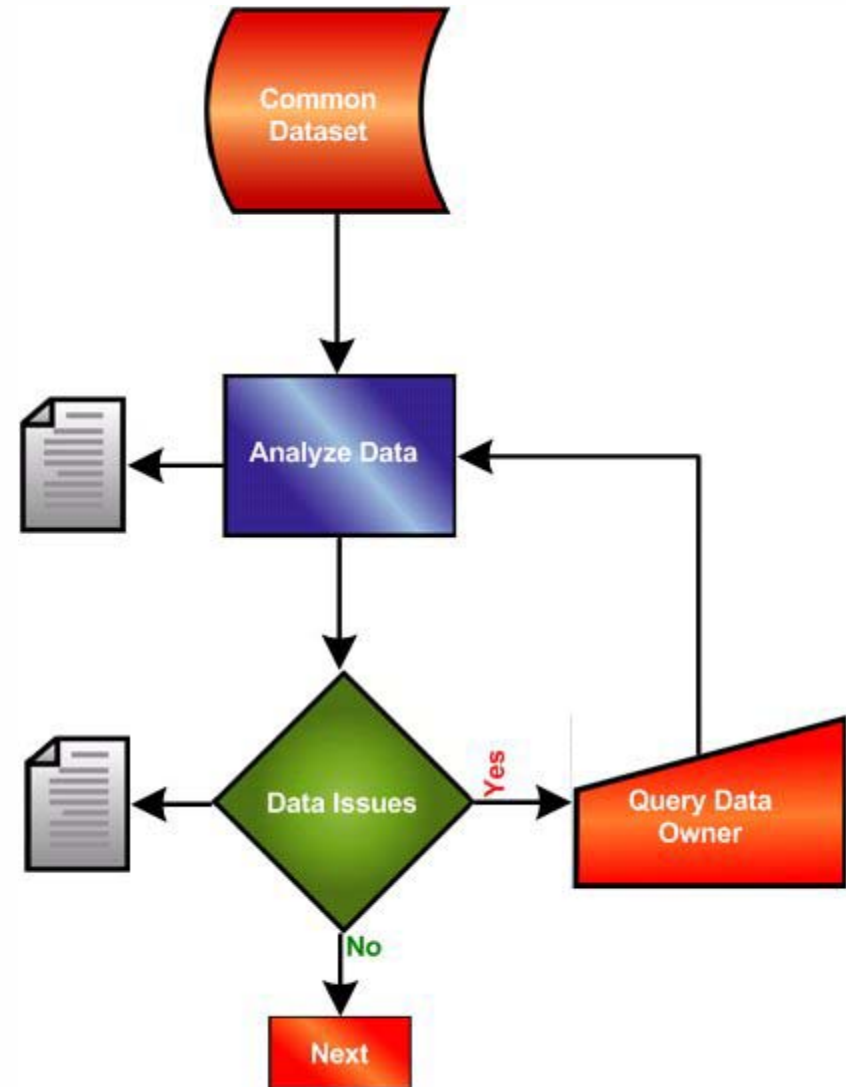 Common
Dataset
Analyze Data
Data Issues
Yes
Query Data
Owner
No
Next